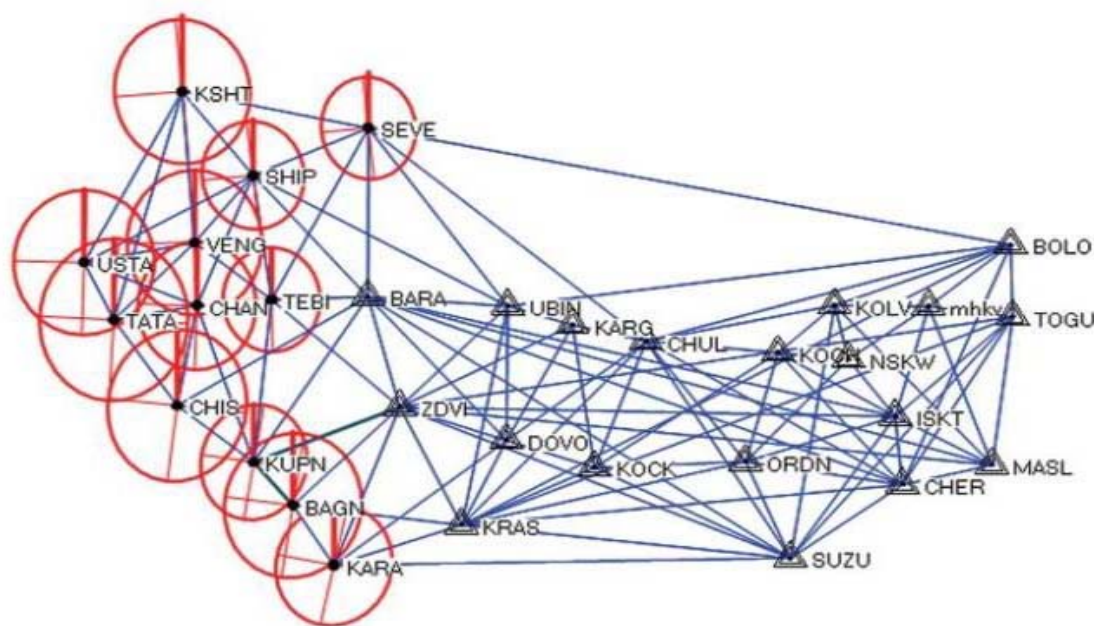 KSHT
SEVE
SHIP
VENG
BOLO
USTA
CHAN
TEBI
BARA
UBIN
KOLV
rmhkv
TATA
KARG
TOGU
CHUL
KOCH
NSKW
CHIS
ZDVI
ISKT
DOVO
KUPN
KOCK
ORDN
MASL
CHER
BAGN
KRAS
KARA
SUZU